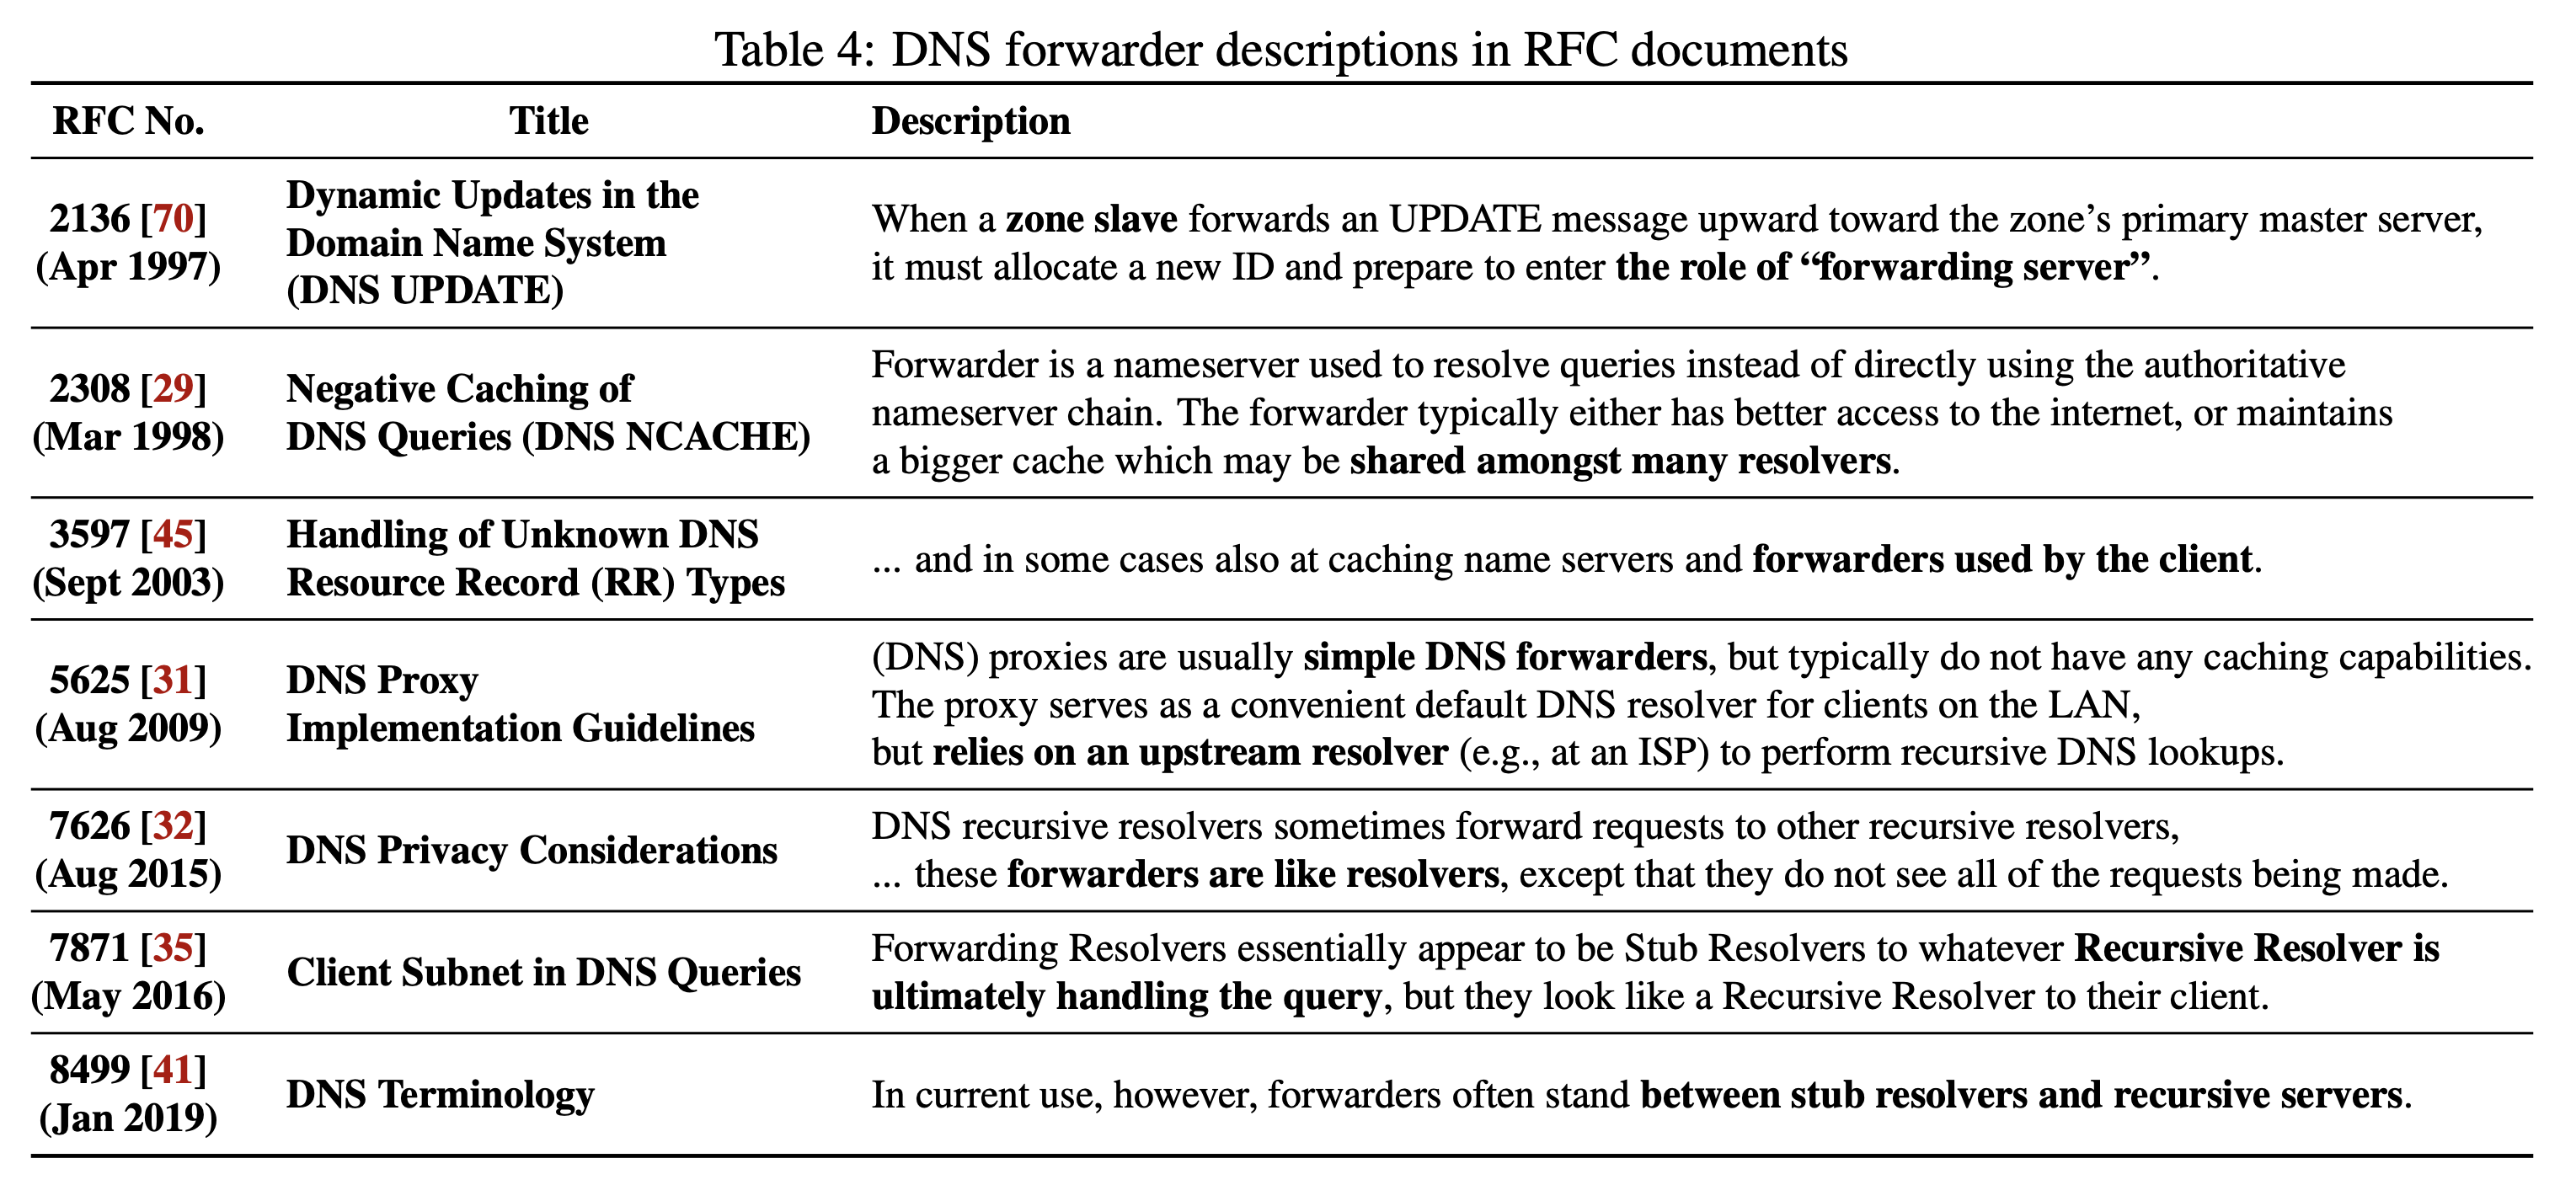 Table 4: DNS forwarder descriptions in RFC documents
RFC No. Title Description
2136 [70]
(Apr 1997)
Dynamic Updates in the
Domain Name System
(DNS UPDATE)
When a zone slave forwards an UPDATE message upward toward the zone’s primary master server,
it must allocate a new ID and prepare to enter the role of “forwarding server”.
2308 [29]
(Mar 1998)
Negative Caching of
DNS Queries (DNS NCACHE)
Forwarder is a nameserver used to resolve queries instead of directly using the authoritative
nameserver chain. The forwarder typically either has better access to the internet, or maintains
a bigger cache which may be shared amongst many resolvers.
3597 [45]
(Sept 2003)
Handling of Unknown DNS
Resource Record (RR) Types
... and in some cases also at caching name servers and forwarders used by the client.
5625 [31]
(Aug 2009)
DNS Proxy
Implementation Guidelines
(DNS) proxies are usually simple DNS forwarders, but typically do not have any caching capabilities.
The proxy serves as a convenient default DNS resolver for clients on the LAN,
but relies on an upstream resolver (e.g., at an ISP) to perform recursive DNS lookups.
7626 [32]
(Aug 2015)
DNS Privacy Considerations
DNS recursive resolvers sometimes forward requests to other recursive resolvers,
... these forwarders are like resolvers, except that they do not see all of the requests being made.
7871 [35]
(May 2016)
Client Subnet in DNS Queries
Forwarding Resolvers essentially appear to be Stub Resolvers to whatever Recursive Resolver is
ultimately handling the query, but they look like a Recursive Resolver to their client.
8499 [41]
(Jan 2019)
DNS Terminology
In current use, however, forwarders often stand between stub resolvers and recursive servers.